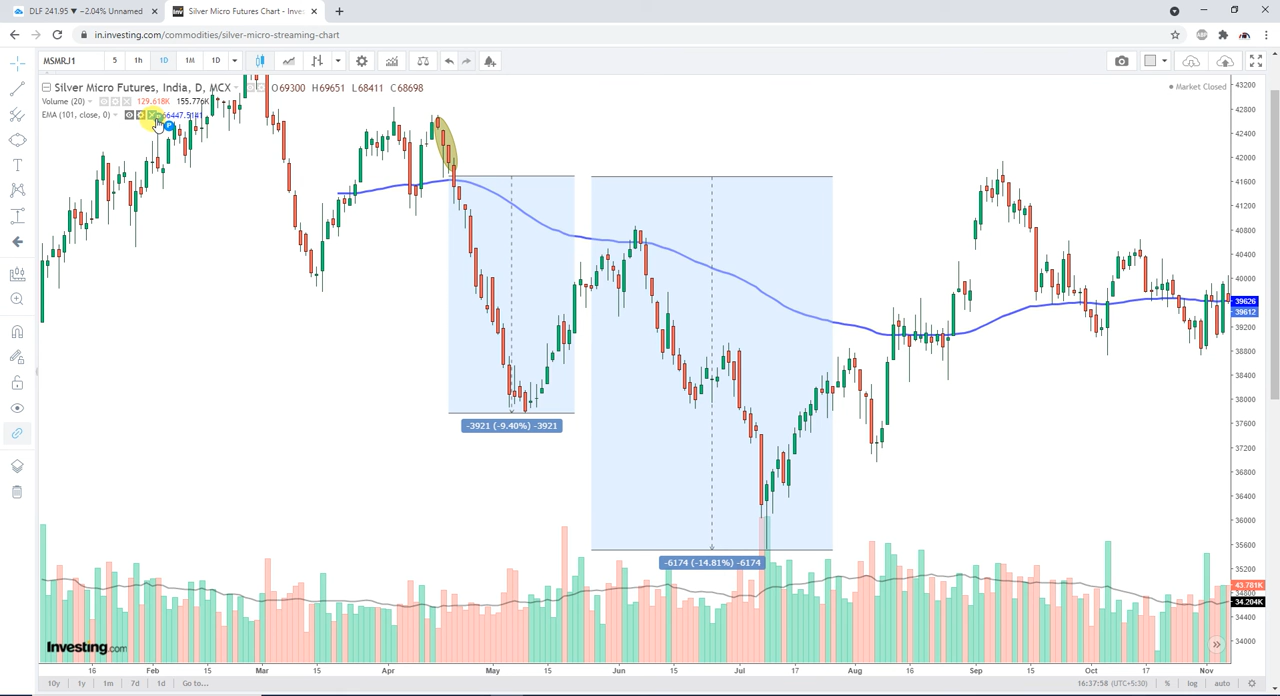 DLF 241.95 ▼ −2.04% Unnamed
Silver Micro Futures Chart - Inves
in.investing.com/commodities/silver-micro-streaming-chart
MSMRJ1 5 1h 1D 1M 1D
Silver Micro Futures, India, D, MCX O69300 H69651 L68411 C68698
Market Closed
Volume (20) 129.618K 155.776K
EMA (101, close, 0) 66447.5141
43200
42800
42400
42000
41600
41200
40800
40400
40000
39626
39612
39200
38800
38400
38000
37600
37200
36800
36400
36000
35600
35200
43.781K
34800
34.204K
34400
34000
-3921 (-9.40%) -3921
-6174 (-14.81%) -6174
Investing.com
16 Feb 15 Mar 15 Apr 16 May 15 Jun 15 Jul 17 Aug 16 Sep 15 Oct 17 Nov
10y 1y 1m 7d 1d Go to...
16:37:58 (UTC+5:30) % log auto